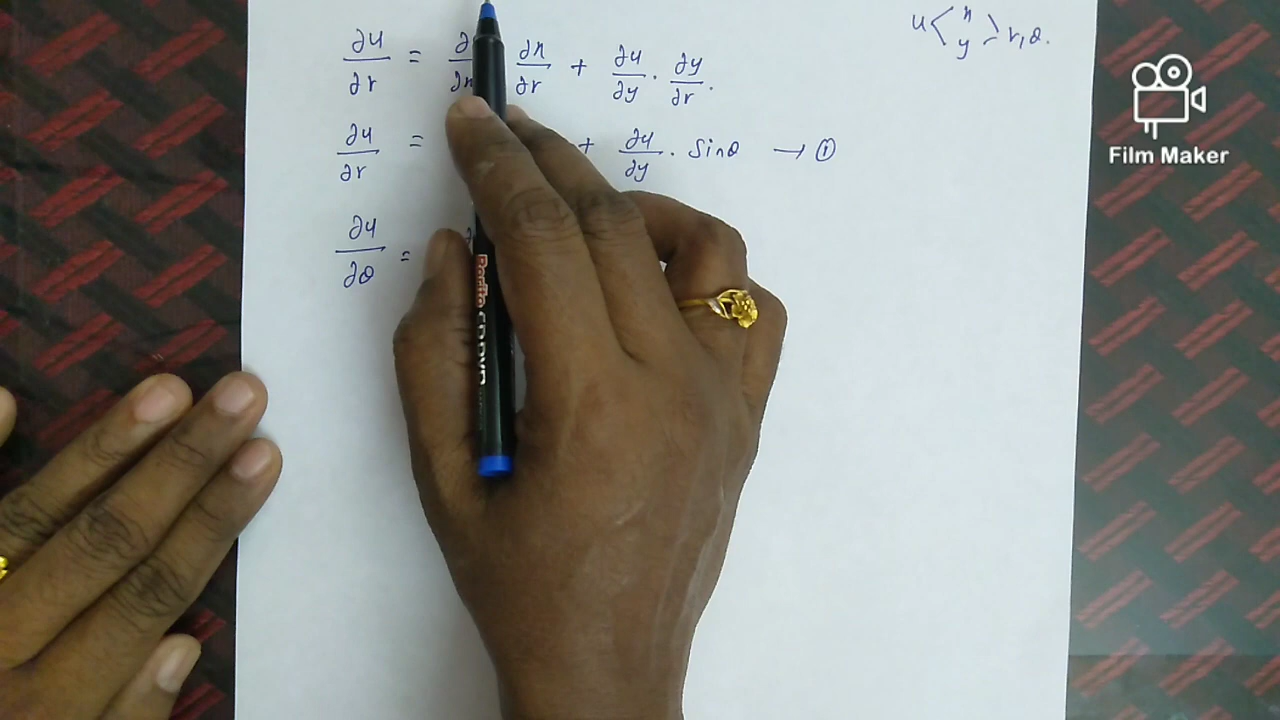 u < x y > r, θ.
∂u/∂r = ∂ /∂x ∂x/∂r + ∂u/∂y . ∂y/∂r .
∂u/∂r = + ∂u/∂y . Sinθ → ①
∂u/∂θ =
Film Maker